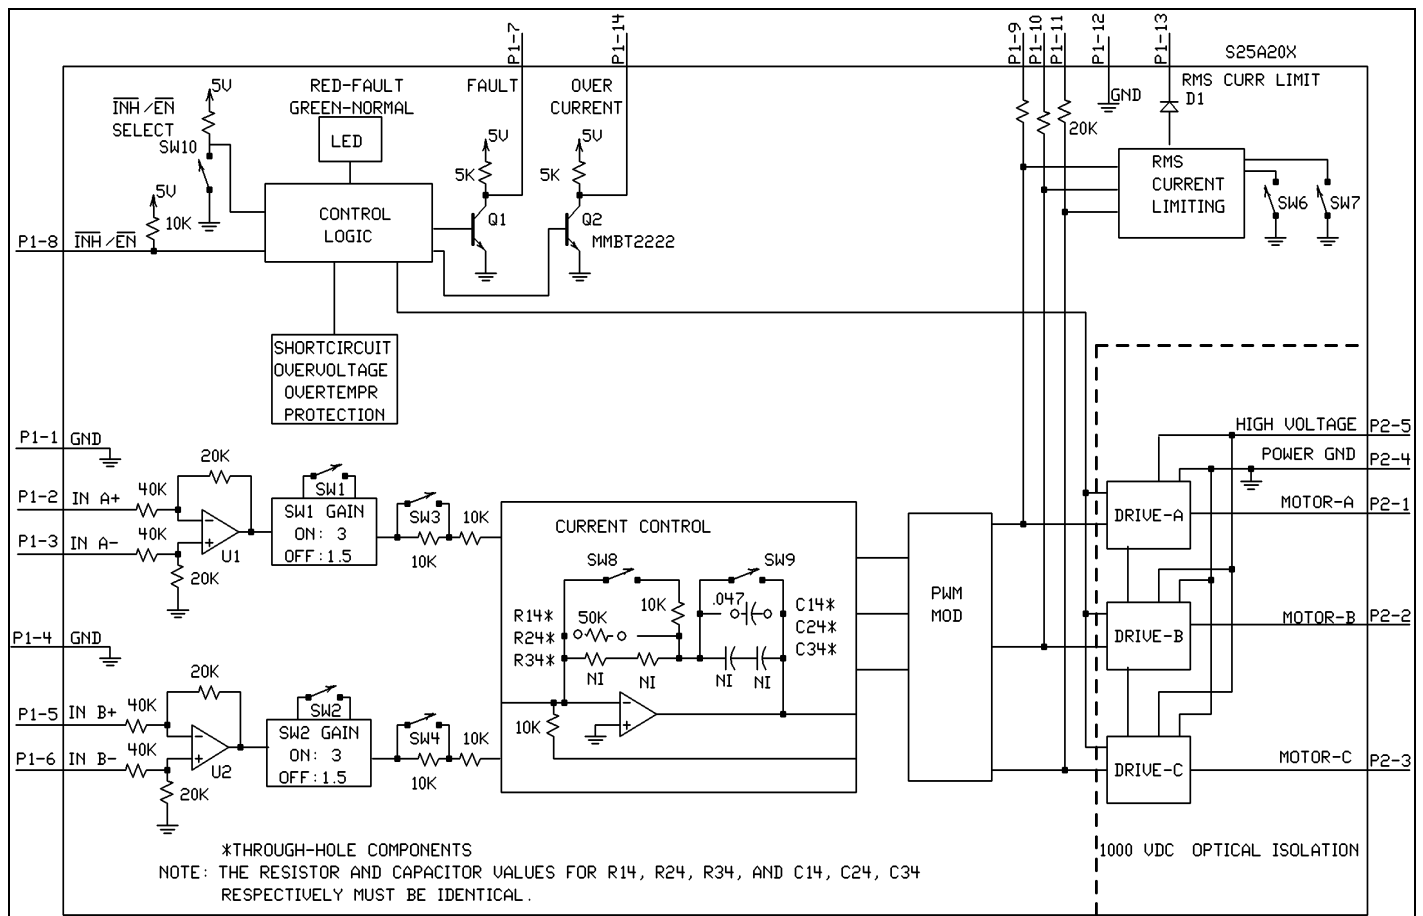 P1-7
P1-14
P1-9
P1-10
P1-11
P1-12
P1-13
S25A20X
RED-FAULT
GREEN-NORMAL
FAULT
OVER
CURRENT
RMS CURR LIMIT
5V
INH/EN
SELECT
SW10
LED
5V
5K
5V
5K
GND
D1
20K
RMS
CURRENT
LIMITING
SW6
SW7
5V
10K
P1-8
INH/EN
CONTROL
LOGIC
Q1
Q2
MMBT2222
SHORTCIRCUIT
OVERVOLTAGE
OVERTEMPR
PROTECTION
P1-1
GND
HIGH VOLTAGE
P2-5
POWER GND
P2-4
20K
40K
P1-2
IN A+
40K
P1-3
IN A-
20K
U1
SW1
SW1 GAIN
ON: 3
OFF:1.5
SW3
10K
10K
CURRENT CONTROL
SW8
SW9
10K
.047
R14*
R24*
R34*
50K
C14*
C24*
C34*
NI
NI
NI
NI
10K
PWM
MOD
DRIVE-A
MOTOR-A
P2-1
DRIVE-B
MOTOR-B
P2-2
DRIVE-C
MOTOR-C
P2-3
P1-4
GND
20K
40K
P1-5
IN B+
40K
P1-6
IN B-
20K
U2
SW2
SW2 GAIN
ON: 3
OFF:1.5
SW4
10K
10K
*THROUGH-HOLE COMPONENTS
NOTE: THE RESISTOR AND CAPACITOR VALUES FOR R14, R24, R34, AND C14, C24, C34
RESPECTIVELY MUST BE IDENTICAL.
1000 VDC OPTICAL ISOLATION